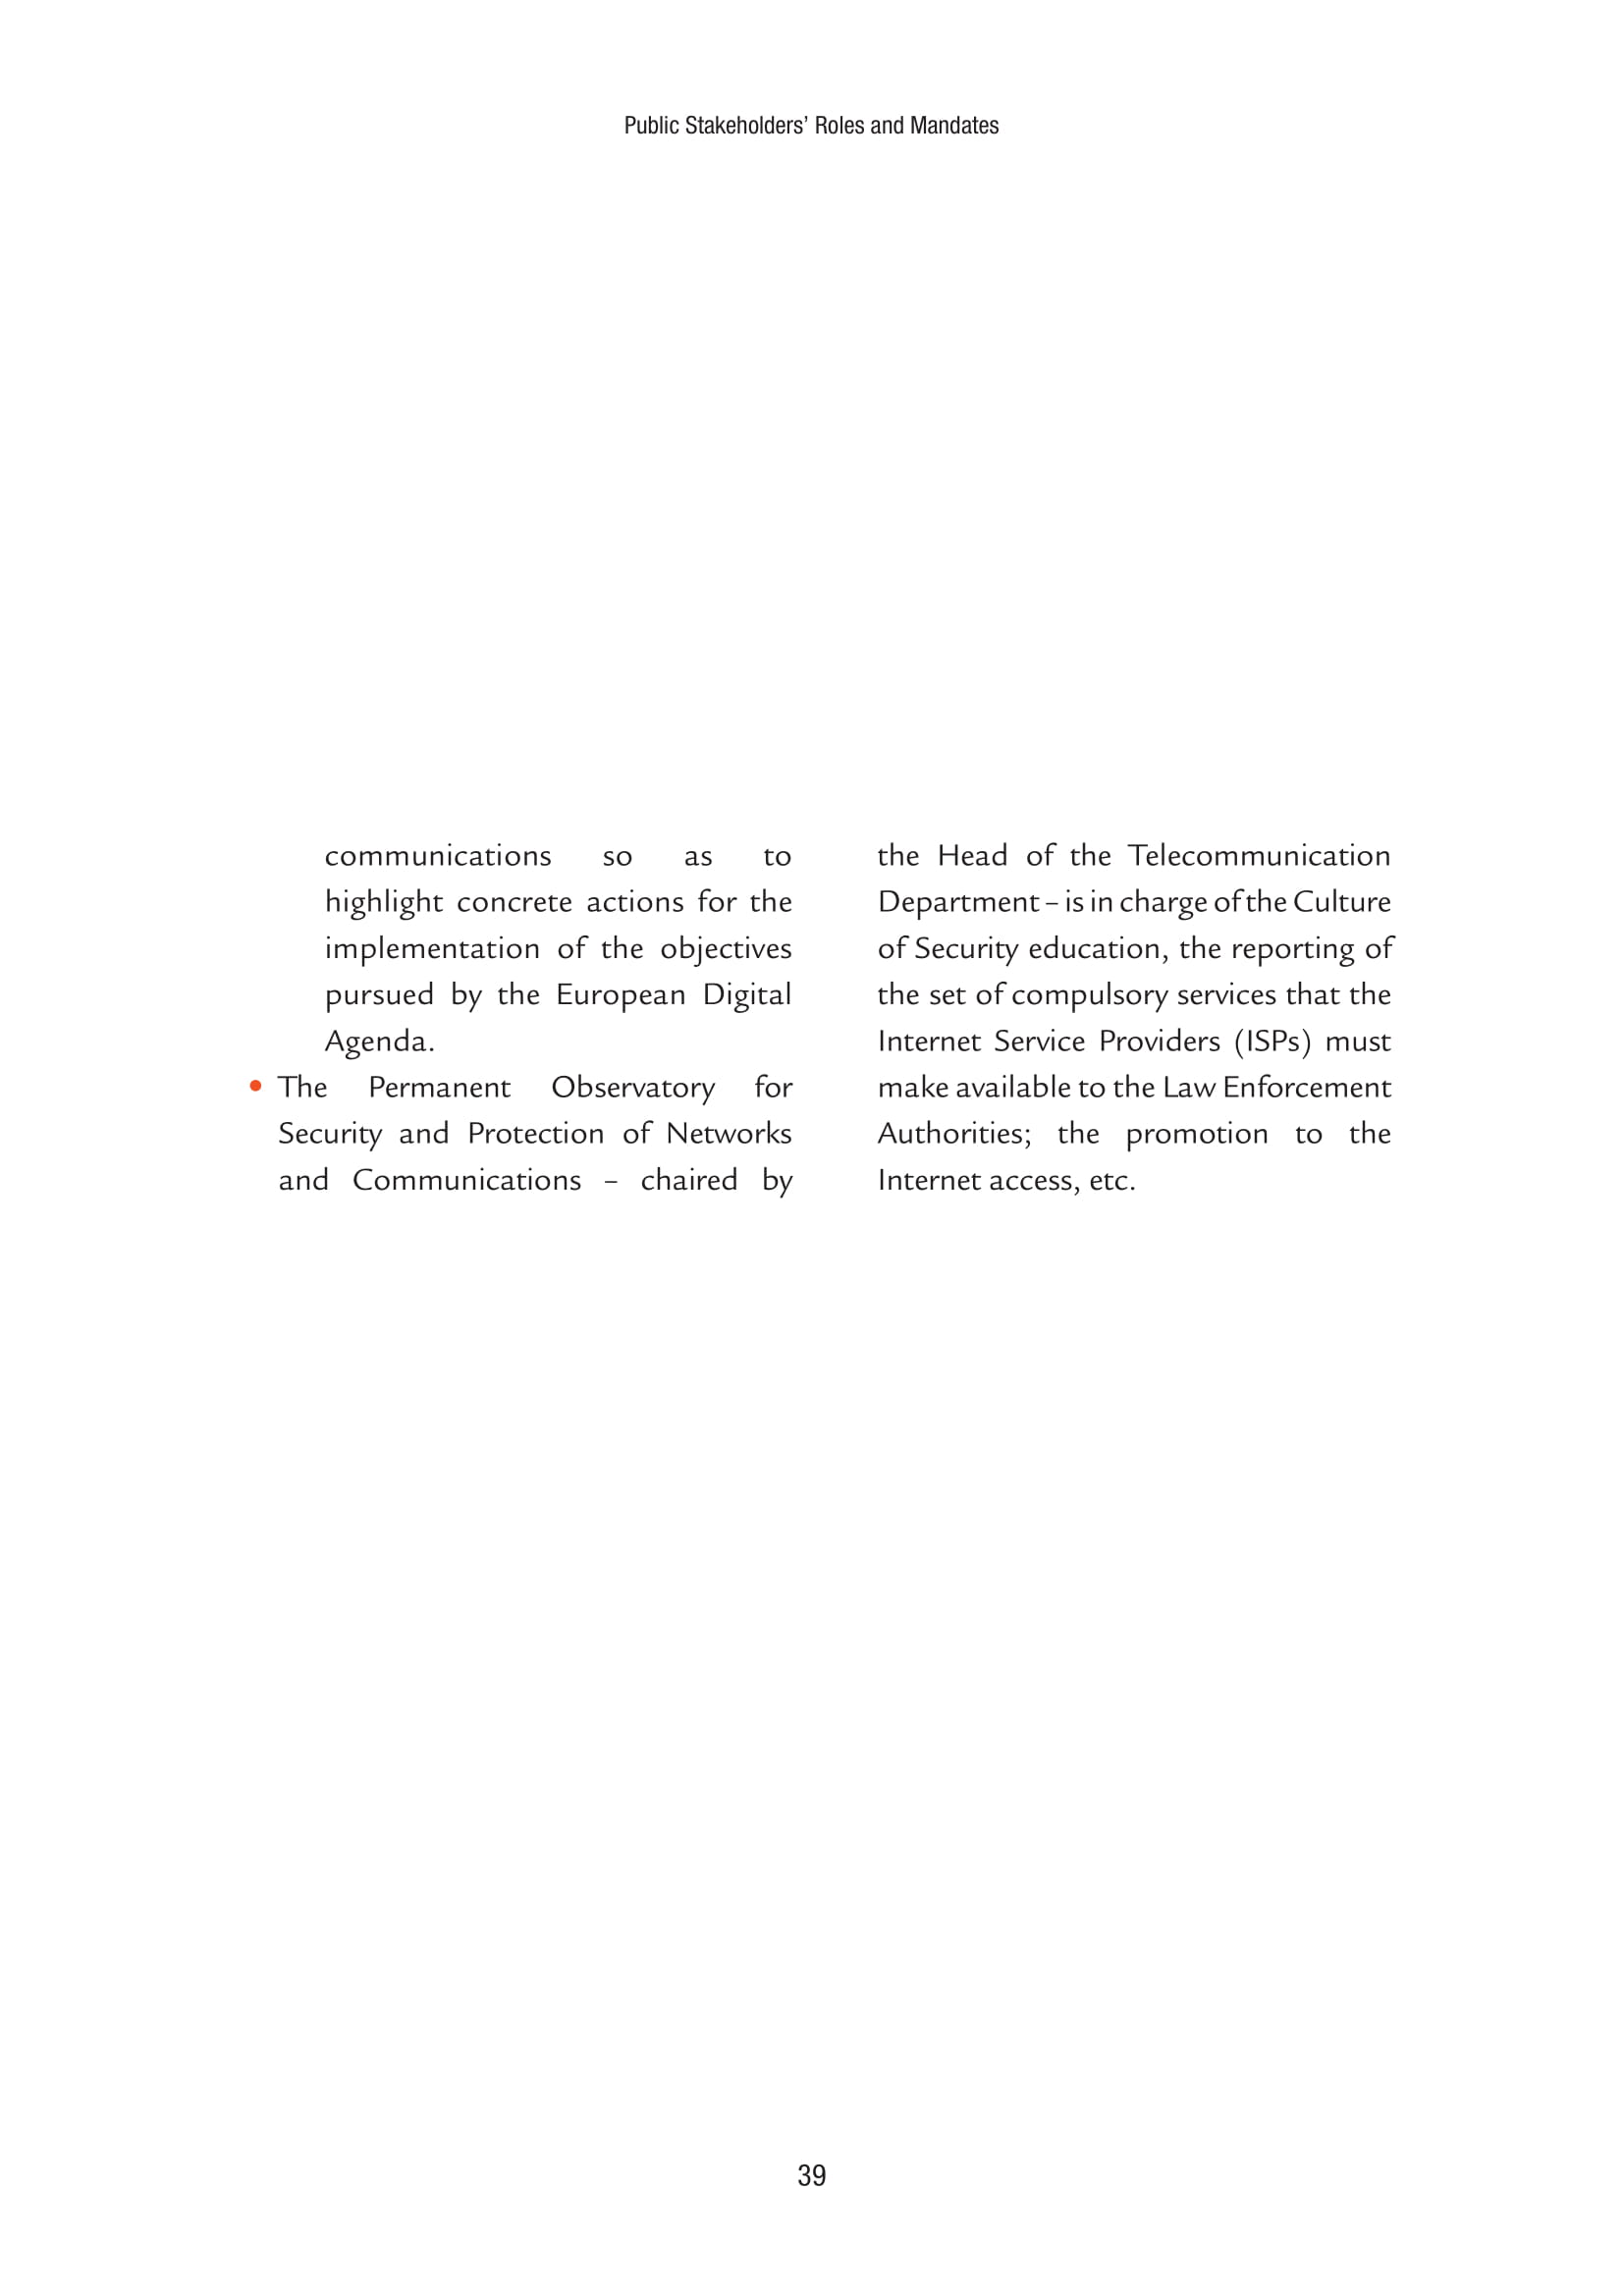 Public Stakeholders’ Roles and Mandates
communications so as to
highlight concrete actions for the
implementation of the objectives
pursued by the European Digital
Agenda.
• The Permanent Observatory for
Security and Protection of Networks
and Communications – chaired by
the Head of the Telecommunication
Department – is in charge of the Culture
of Security education, the reporting of
the set of compulsory services that the
Internet Service Providers (ISPs) must
make available to the Law Enforcement
Authorities; the promotion to the
Internet access, etc.
39